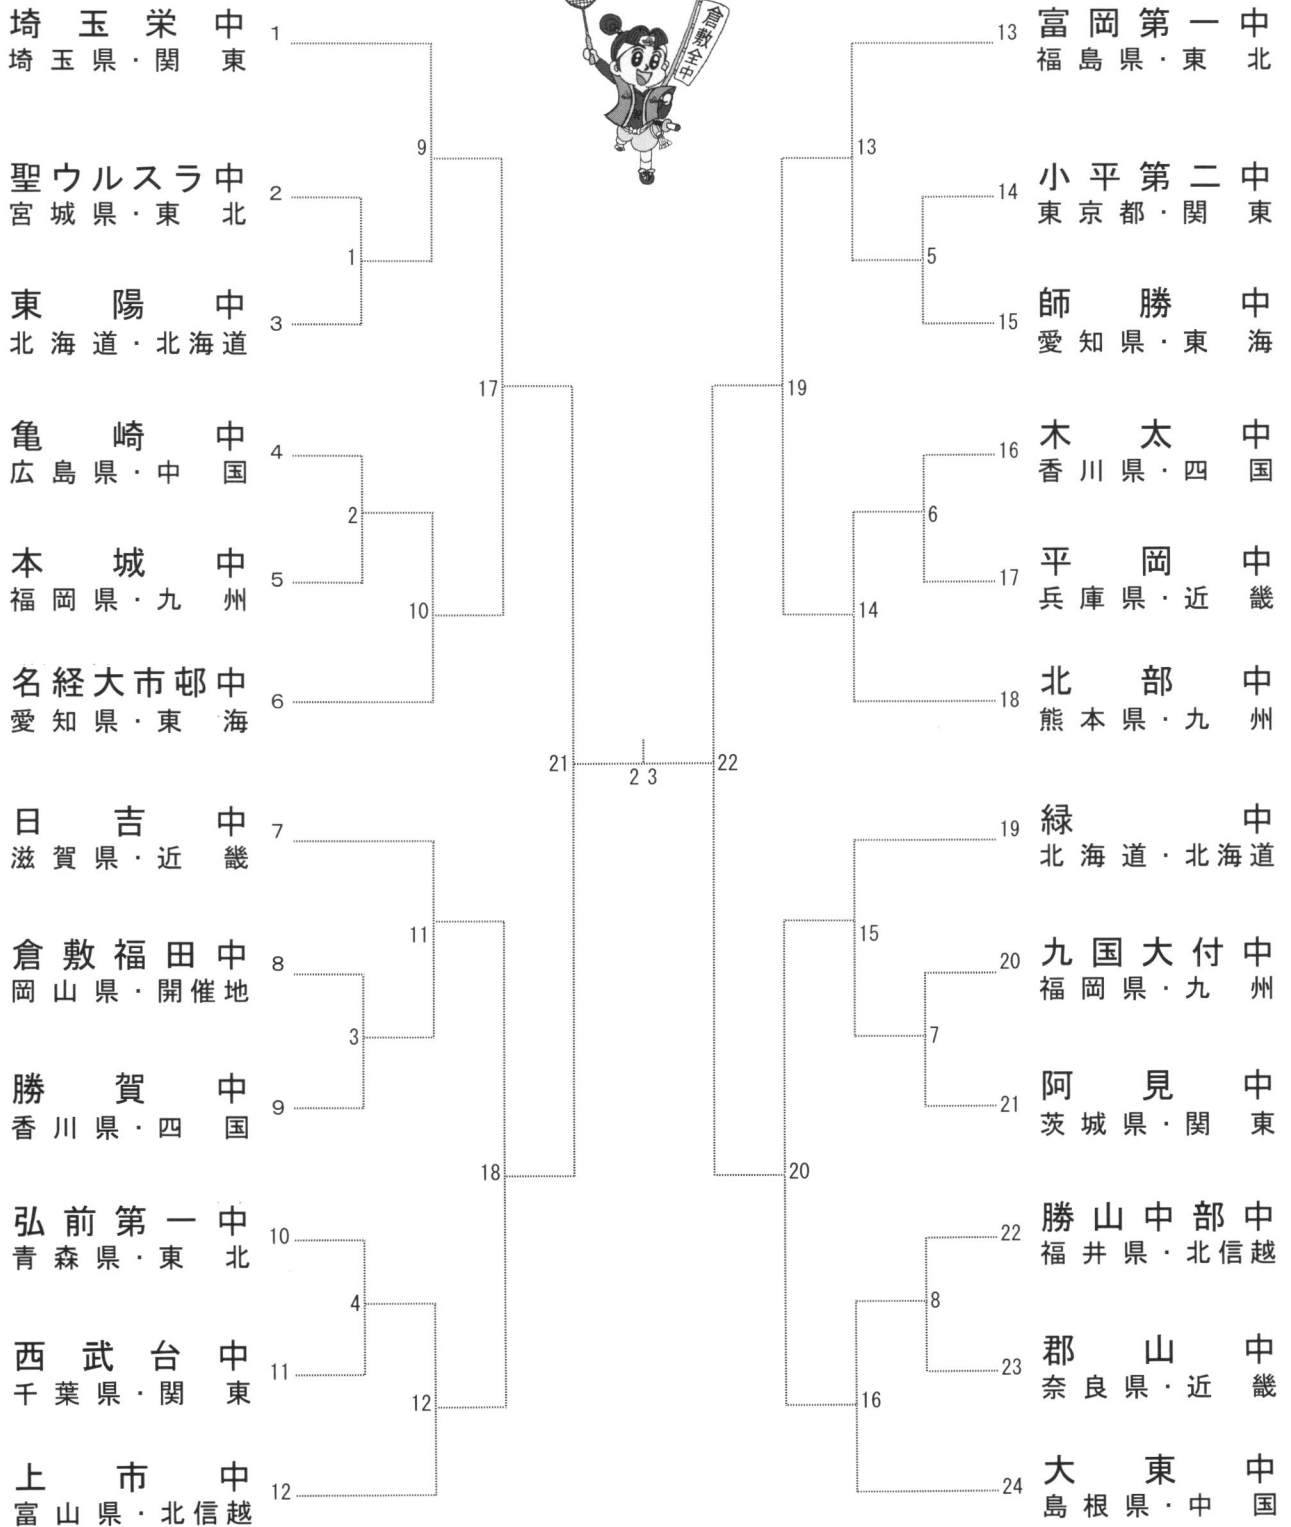 倉敷全中
埼玉栄中
1
埼玉県・関東
9
聖ウルスラ中
2
宮城県・東北
1
東陽中
3
北海道・北海道
17
亀崎中
4
広島県・中国
2
本城中
5
福岡県・九州
10
名経大市邨中
6
愛知県・東海
21
23
22
日吉中
7
滋賀県・近畿
11
倉敷福田中
8
岡山県・開催地
3
勝賀中
9
香川県・四国
18
弘前第一中
10
青森県・東北
4
西武台中
11
千葉県・関東
12
上市中
12
富山県・北信越
13
富岡第一中
福島県・東北
13
14
小平第二中
東京都・関東
5
15
師勝中
愛知県・東海
19
16
木太中
香川県・四国
6
17
平岡中
兵庫県・近畿
14
18
北部中
熊本県・九州
19
緑中
北海道・北海道
15
20
九国大付中
福岡県・九州
7
21
阿見中
茨城県・関東
20
22
勝山中部中
福井県・北信越
8
23
郡山中
奈良県・近畿
16
24
大東中
島根県・中国